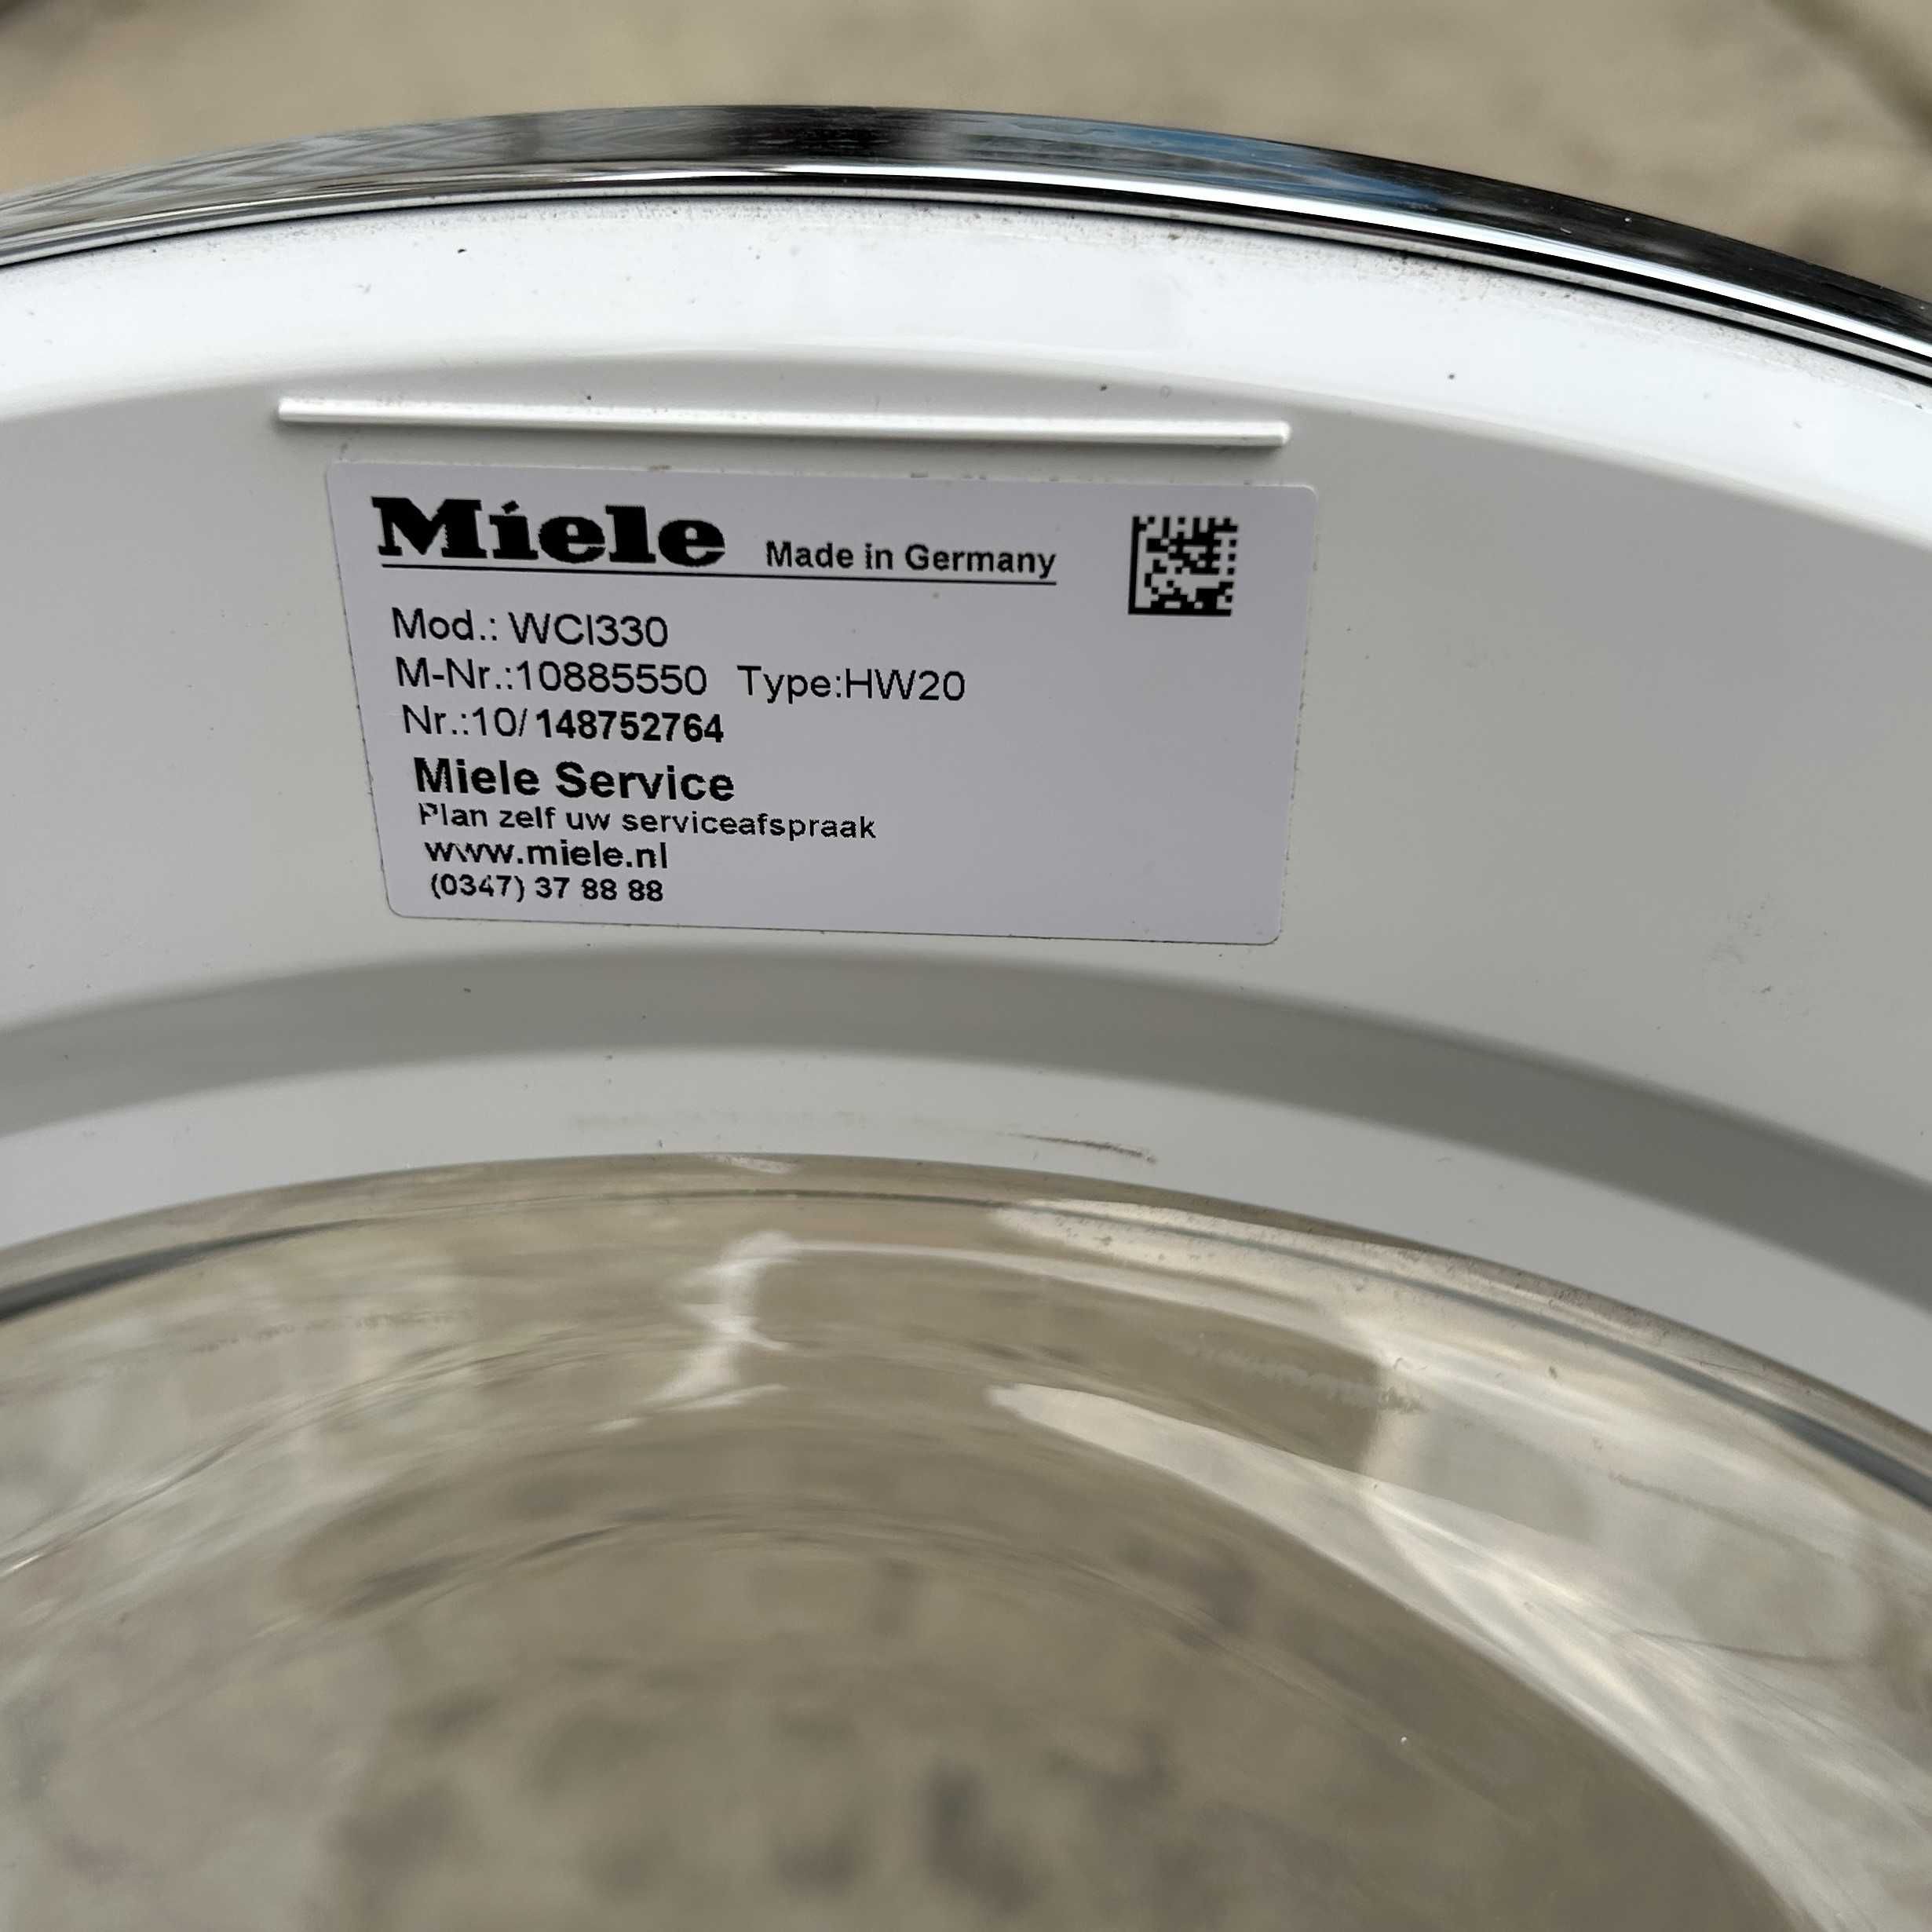 Miele Made in Germany
Mod.: WCI330
M-Nr.:10885550 Type:HW20
Nr.:10/148752764
Miele Service
Plan zelf uw serviceafspraak
www.miele.nl
(0347) 37 88 88